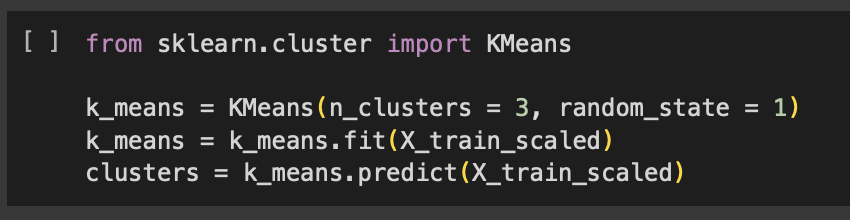 [ ] from sklearn.cluster import KMeans
k_means = KMeans(n_clusters = 3, random_state = 1)
k_means = k_means.fit(X_train_scaled)
clusters = k_means.predict(X_train_scaled)